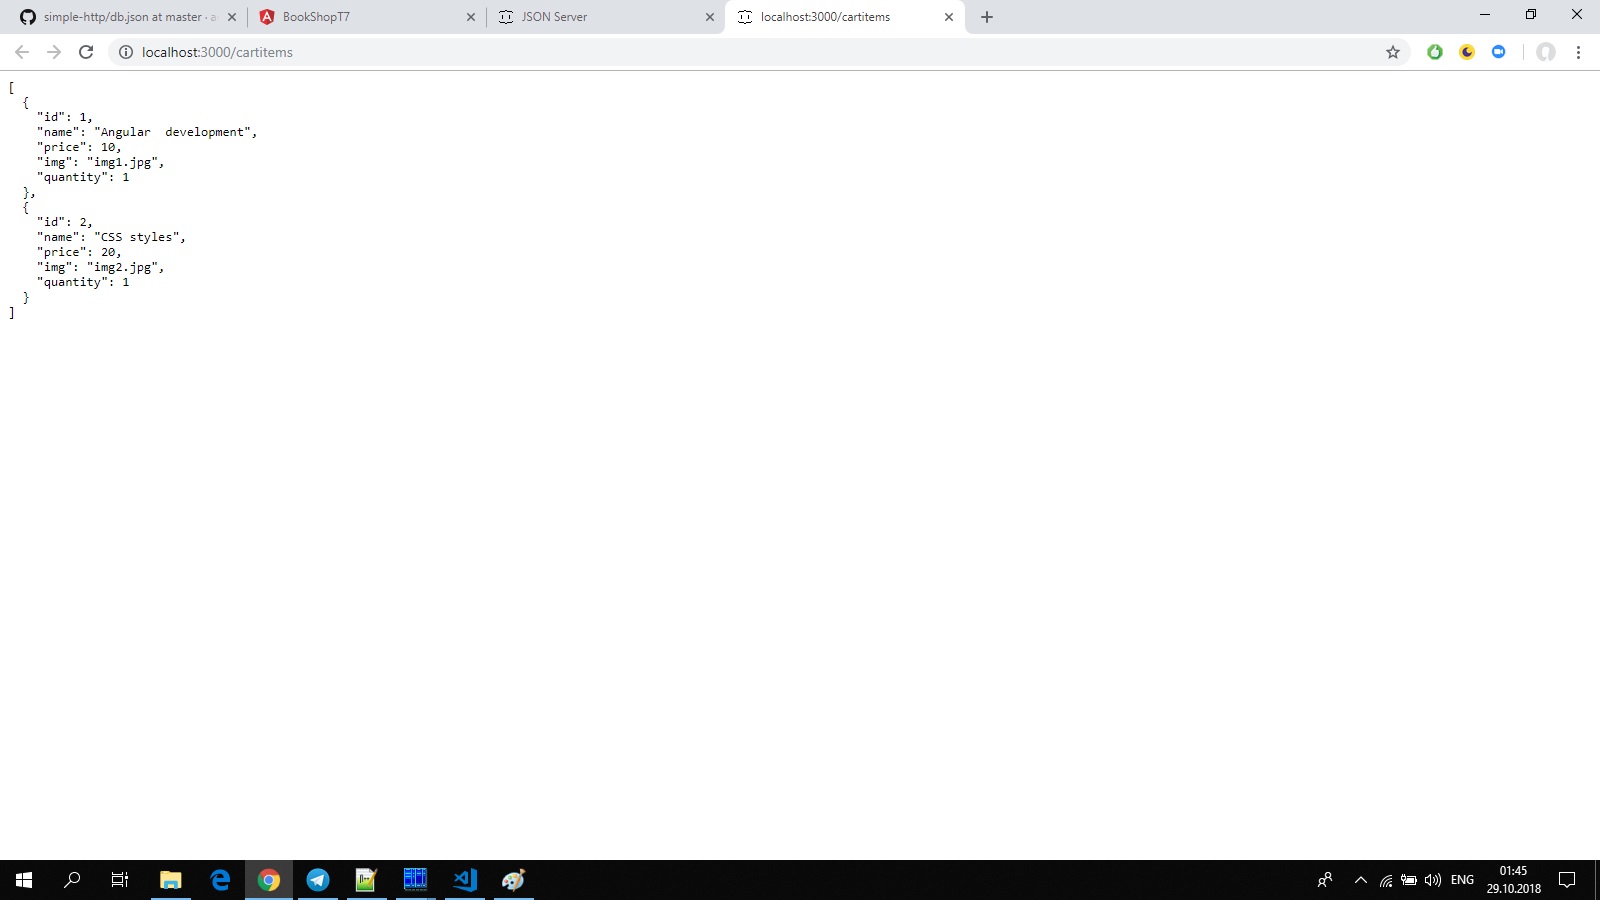 simple-http/db.json at master · a
BookShopT7
JSON Server
localhost:3000/cartitems
localhost:3000/cartitems
[
  {
    "id": 1,
    "name": "Angular  development",
    "price": 10,
    "img": "img1.jpg",
    "quantity": 1
  },
  {
    "id": 2,
    "name": "CSS styles",
    "price": 20,
    "img": "img2.jpg",
    "quantity": 1
  }
]
ENG
01:45
29.10.2018